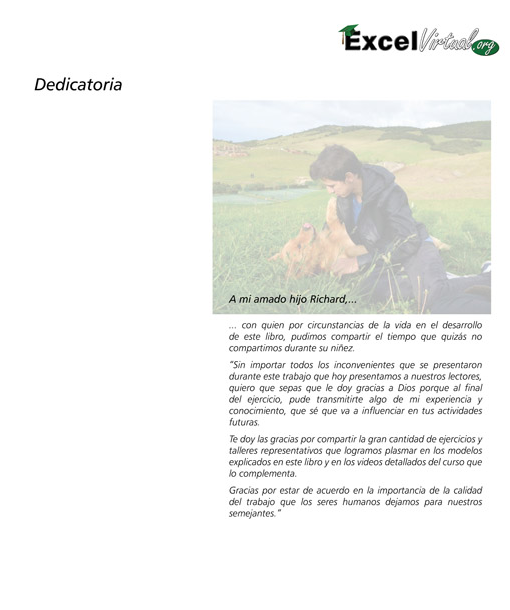 ExcelVirtual.org
Dedicatoria
A mi amado hijo Richard,...
... con quien por circunstancias de la vida en el desarrollo
de este libro, pudimos compartir el tiempo que quizás no
compartimos durante su niñez.
"Sin importar todos los inconvenientes que se presentaron
durante este trabajo que hoy presentamos a nuestros lectores,
quiero que sepas que le doy gracias a Dios porque al final
del ejercicio, pude transmitirte algo de mi experiencia y
conocimiento, que sé que va a influenciar en tus actividades
futuras.
Te doy las gracias por compartir la gran cantidad de ejercicios y
talleres representativos que logramos plasmar en los modelos
explicados en este libro y en los videos detallados del curso que
lo complementa.
Gracias por estar de acuerdo en la importancia de la calidad
del trabajo que los seres humanos dejamos para nuestros
semejantes."